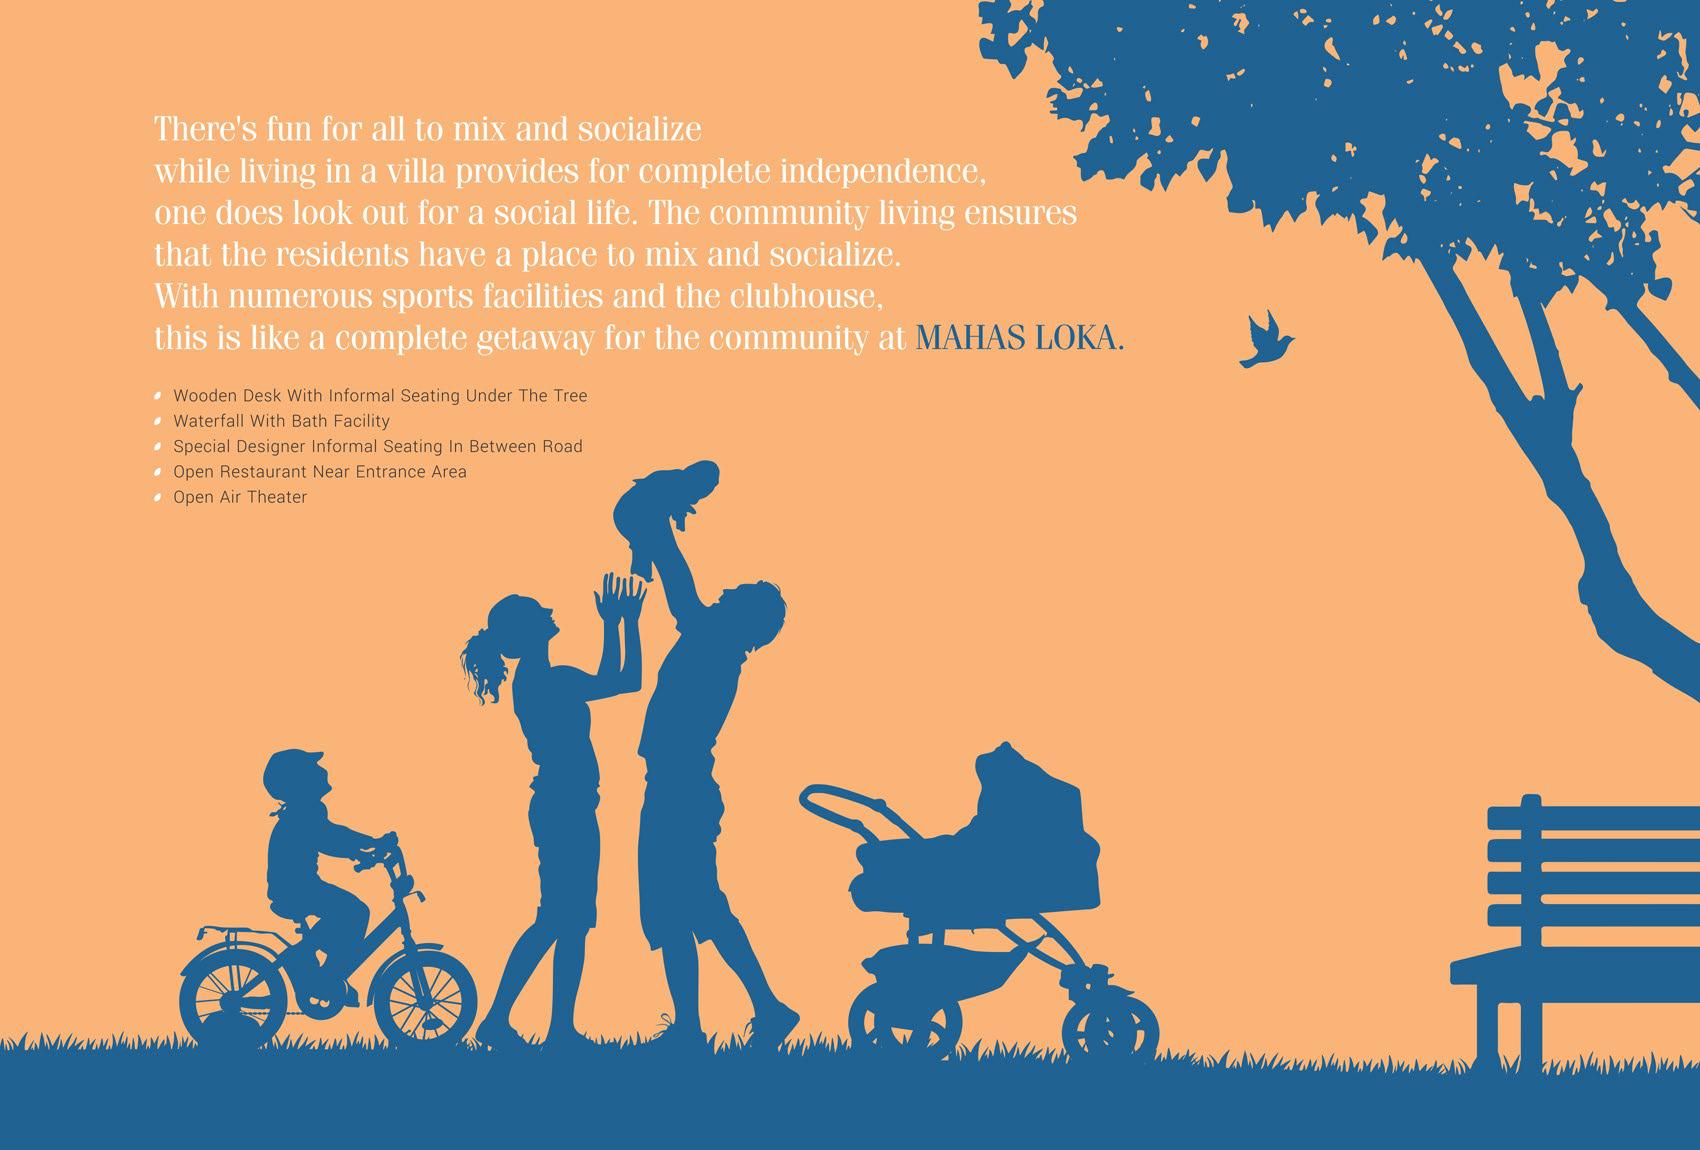 There's fun for all to mix and socialize
while living in a villa provides for complete independence,
one does look out for a social life. The community living ensures
that the residents have a place to mix and socialize.
With numerous sports facilities and the clubhouse,
this is like a complete getaway for the community at MAHAS LOKA.
Wooden Desk With Informal Seating Under The Tree
Waterfall With Bath Facility
Special Designer Informal Seating In Between Road
Open Restaurant Near Entrance Area
Open Air Theater